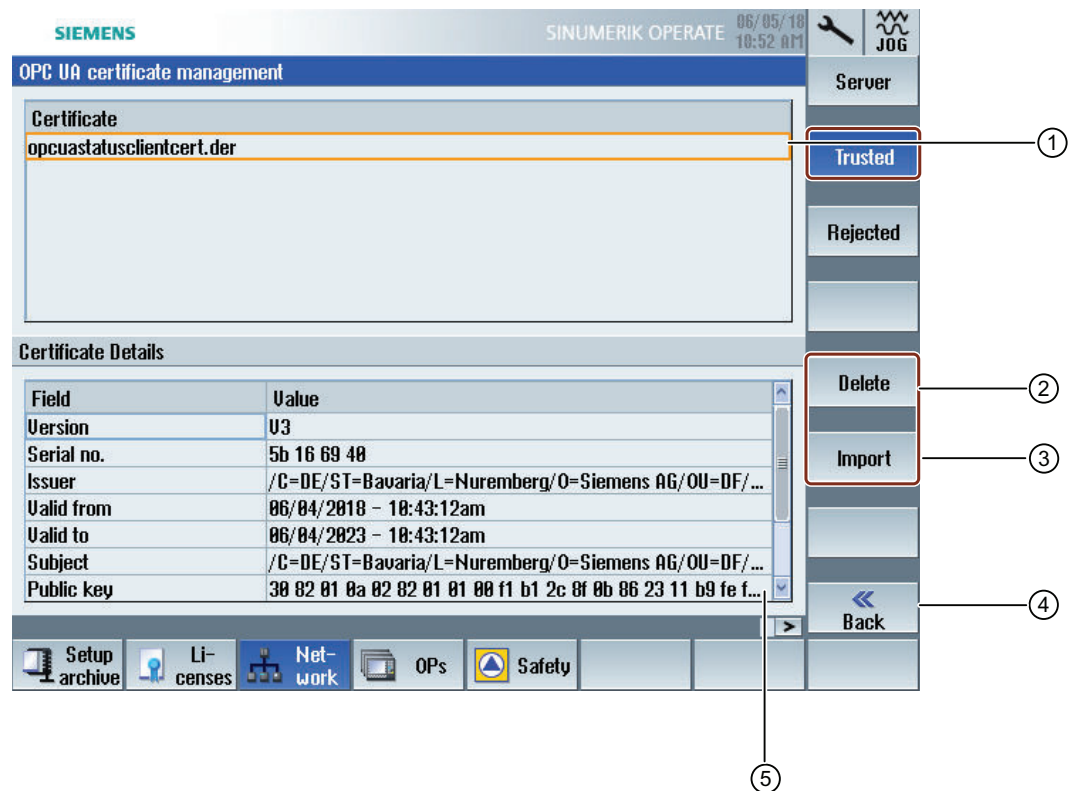 SIEMENS
SINUMERIK OPERATE
06/05/18
10:52 AM
JOG
OPC UA certificate management
Server
Certificate
opcuastatusclientcert.der
Trusted
1
Rejected
Certificate Details
Delete
2
Field Value
Version V3
Serial no. 5b 16 69 40
Import
3
Issuer /C=DE/ST=Bavaria/L=Nuremberg/O=Siemens AG/OU=DF/...
Valid from 06/04/2018 - 10:43:12am
Valid to 06/04/2023 - 10:43:12am
Subject /C=DE/ST=Bavaria/L=Nuremberg/O=Siemens AG/OU=DF/...
Public key 30 82 01 0a 02 82 01 01 00 f1 b1 2c 8f 0b 86 23 11 b9 fe f...
Back
4
>
Setup
archive
Li-
censes
Net-
work
OPs
Safety
5